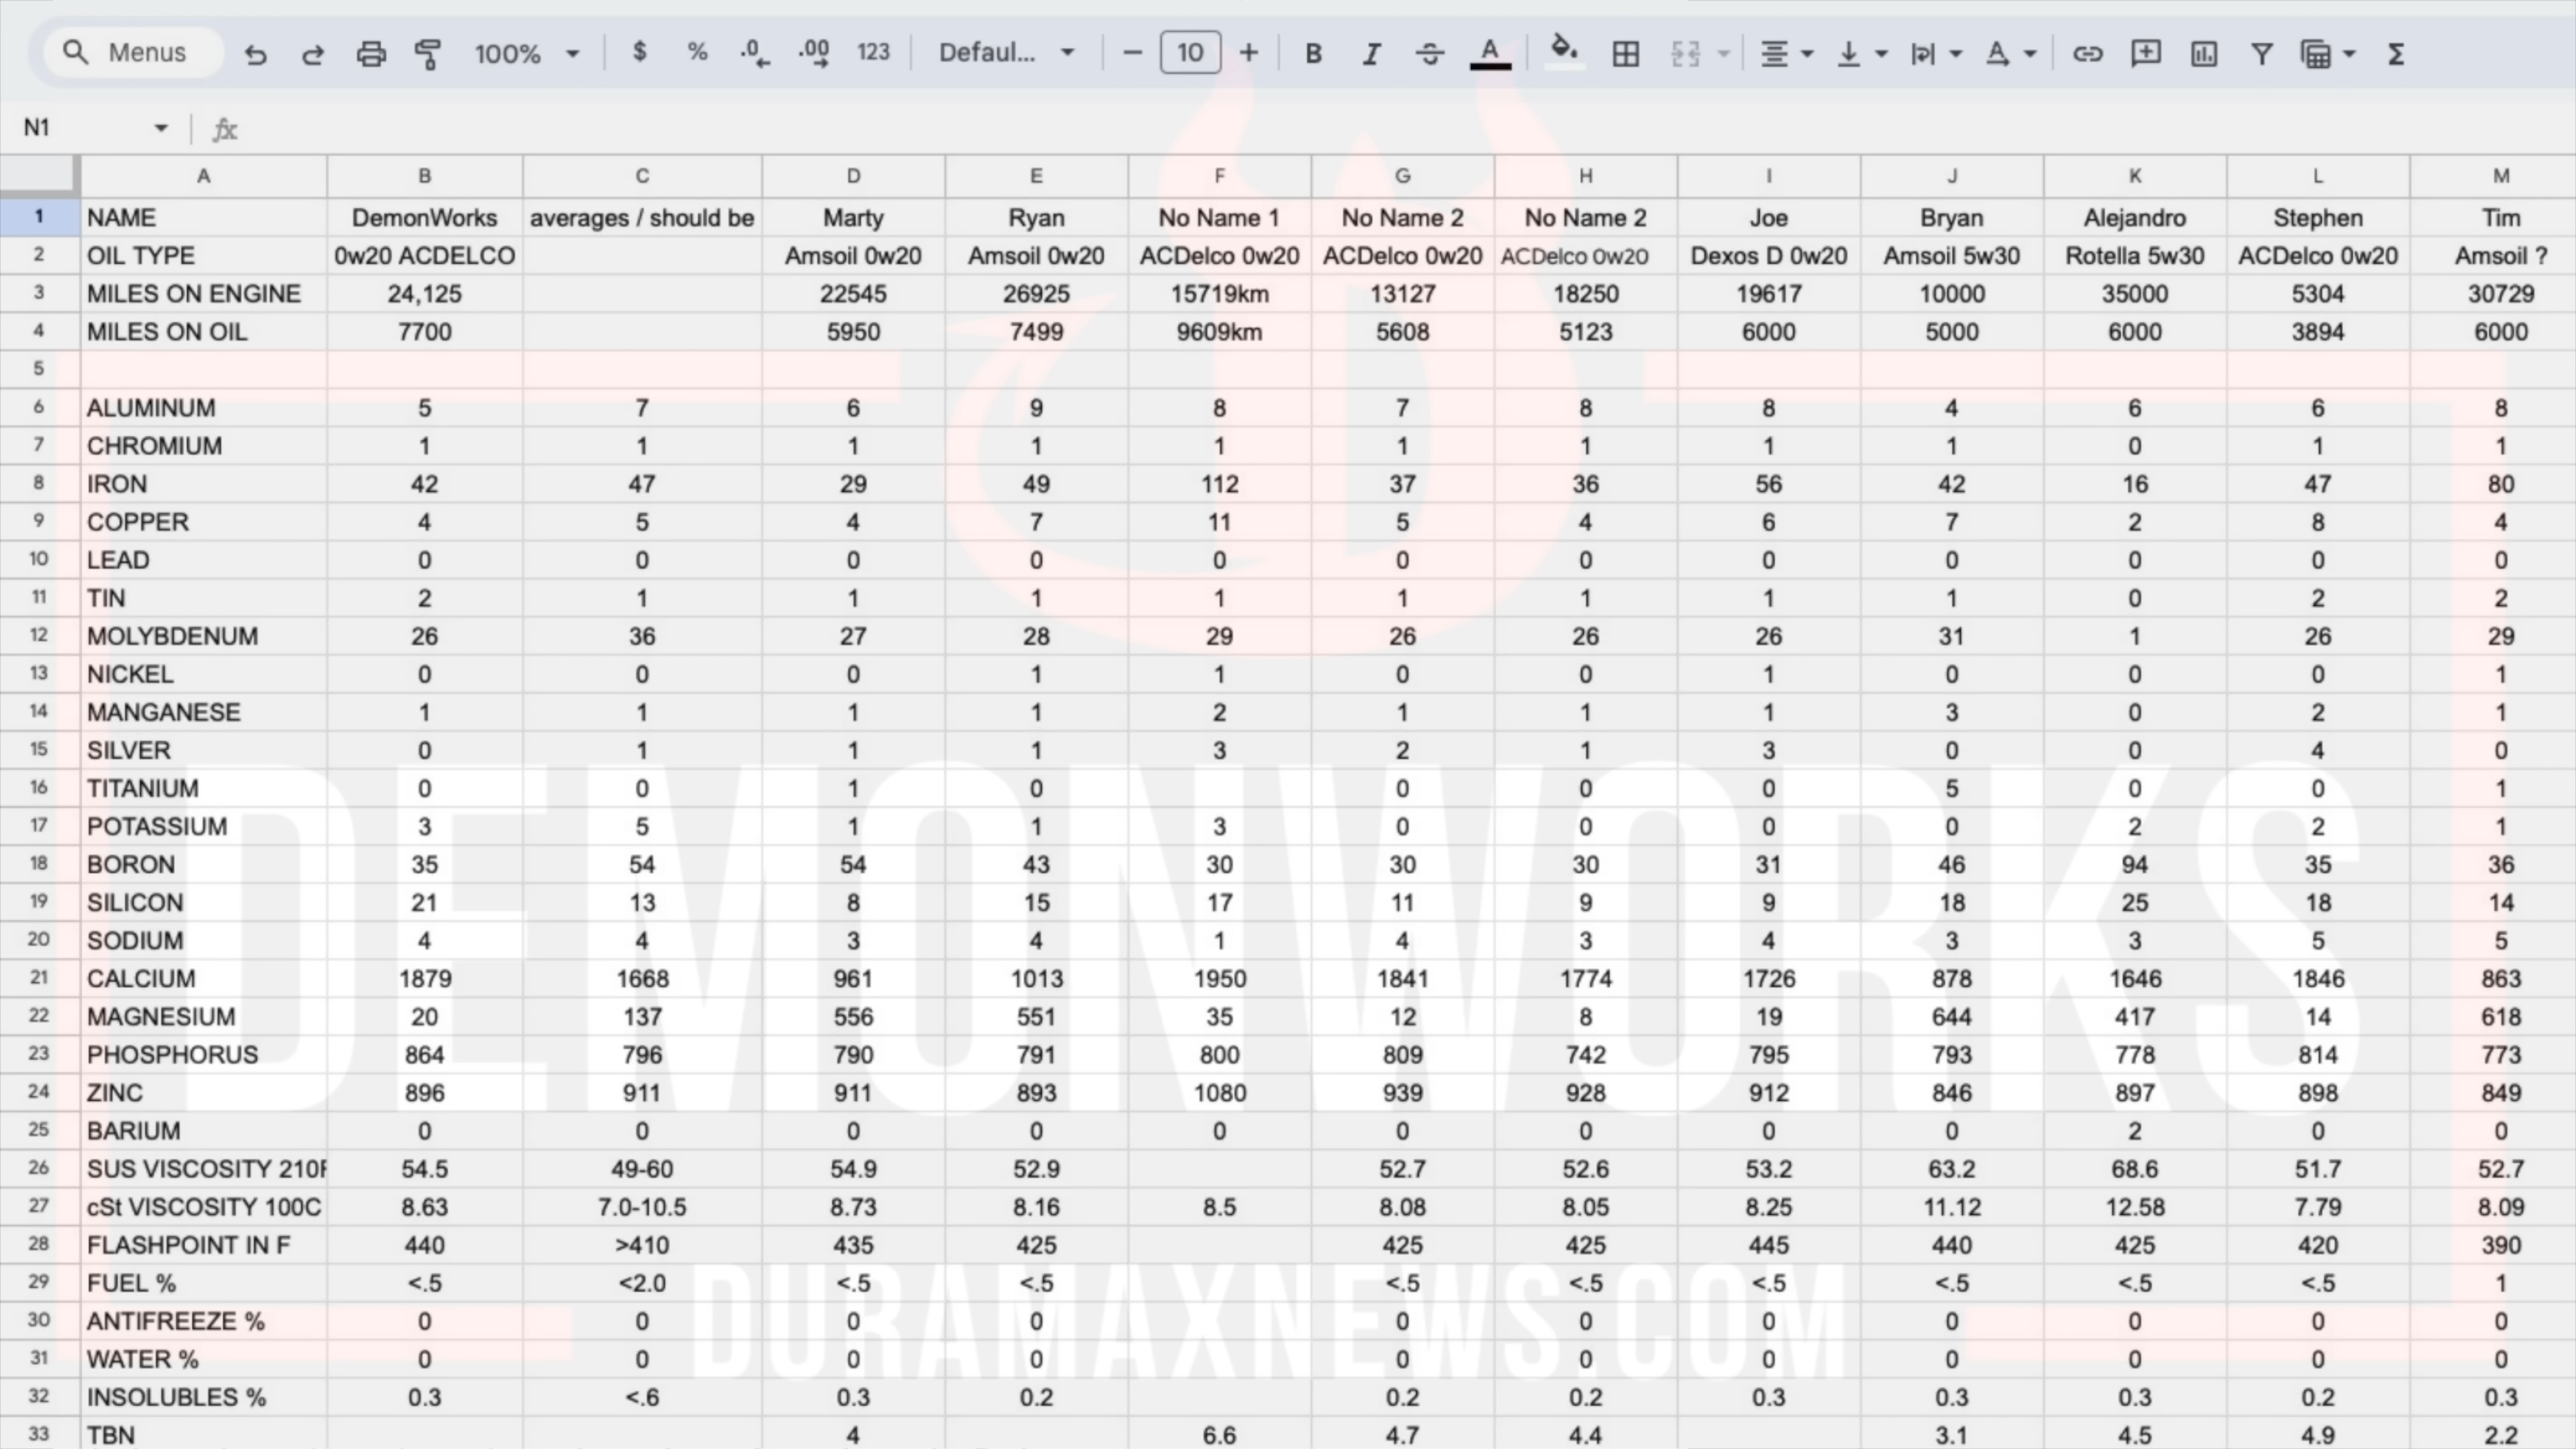 Menus 100% $ % .0 .00 123 Defaul... 10 B I A Σ
N1 fx
A B C D E F G H I J K L M
1 NAME DemonWorks averages / should be Marty Ryan No Name 1 No Name 2 No Name 2 Joe Bryan Alejandro Stephen Tim
2 OIL TYPE 0w20 ACDELCO Amsoil 0w20 Amsoil 0w20 ACDelco 0w20 ACDelco 0w20 ACDelco 0w20 Dexos D 0w20 Amsoil 5w30 Rotella 5w30 ACDelco 0w20 Amsoil ?
3 MILES ON ENGINE 24,125 22545 26925 15719km 13127 18250 19617 10000 35000 5304 30729
4 MILES ON OIL 7700 5950 7499 9609km 5608 5123 6000 5000 6000 3894 6000
5
6 ALUMINUM 5 7 6 9 8 7 8 8 4 6 6 8
7 CHROMIUM 1 1 1 1 1 1 1 1 1 0 1 1
8 IRON 42 47 29 49 112 37 36 56 42 16 47 80
9 COPPER 4 5 4 7 11 5 4 6 7 2 8 4
10 LEAD 0 0 0 0 0 0 0 0 0 0 0 0
11 TIN 2 1 1 1 1 1 1 1 1 0 2 2
12 MOLYBDENUM 26 36 27 28 29 26 26 26 31 1 26 29
13 NICKEL 0 0 0 1 1 0 0 1 0 0 0 1
14 MANGANESE 1 1 1 1 2 1 1 1 3 0 2 1
15 SILVER 0 1 1 1 3 2 1 3 0 0 4 0
16 TITANIUM 0 0 1 0 0 0 0 5 0 0 1
17 POTASSIUM 3 5 1 1 3 0 0 0 0 2 2 1
18 BORON 35 54 54 43 30 30 30 31 46 94 35 36
19 SILICON 21 13 8 15 17 11 9 9 18 25 18 14
20 SODIUM 4 4 3 4 1 4 3 4 3 3 5 5
21 CALCIUM 1879 1668 961 1013 1950 1841 1774 1726 878 1646 1846 863
22 MAGNESIUM 20 137 556 551 35 12 8 19 644 417 14 618
23 PHOSPHORUS 864 796 790 791 800 809 742 795 793 778 814 773
24 ZINC 896 911 911 893 1080 939 928 912 846 897 898 849
25 BARIUM 0 0 0 0 0 0 0 0 0 2 0 0
26 SUS VISCOSITY 210F 54.5 49-60 54.9 52.9 52.7 52.6 53.2 63.2 68.6 51.7 52.7
27 cSt VISCOSITY 100C 8.63 7.0-10.5 8.73 8.16 8.5 8.08 8.05 8.25 11.12 12.58 7.79 8.09
28 FLASHPOINT IN F 440 >410 435 425 425 425 445 440 425 420 390
29 FUEL % <.5 <2.0 <.5 <.5 <.5 <.5 <.5 <.5 <.5 <.5 1
30 ANTIFREEZE % 0 0 0 0 0 0 0 0 0 0 0
31 WATER % 0 0 0 0 0 0 0 0 0 0 0
32 INSOLUBLES % 0.3 <.6 0.3 0.2 0.2 0.2 0.3 0.3 0.3 0.2 0.3
33 TBN 4 6.6 4.7 4.4 3.1 4.5 4.9 2.2
DEMONWORKS
DURAMAXNEWS.COM